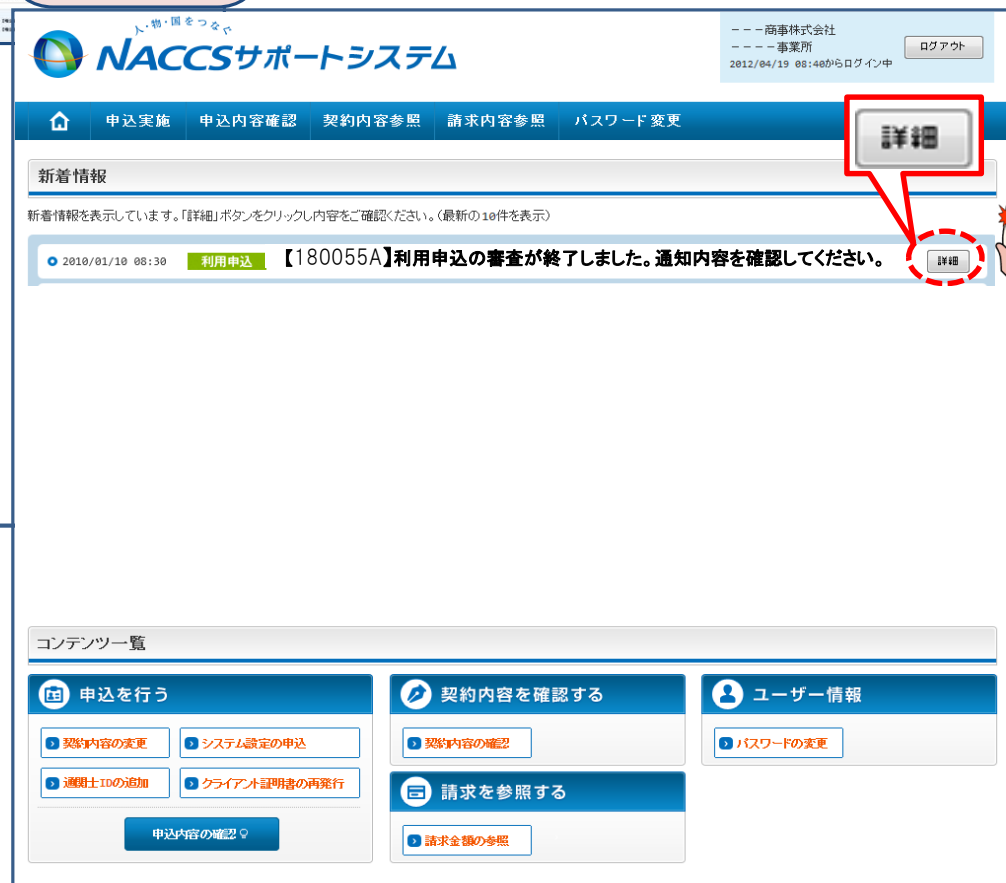 人・物・国をつなぐ
NACCSサポートシステム
－－－商事株式会社
－－－－事業所
2012/04/19 08:40からログイン中
ログアウト
申込実施 申込内容確認 契約内容参照 請求内容参照 パスワード変更
詳細
新着情報
新着情報を表示しています。「詳細」ボタンをクリックし内容をご確認ください。（最新の10件を表示）
2010/01/10 08:30 利用申込 【180055A】利用申込の審査が終了しました。通知内容を確認してください。 詳細
コンテンツ一覧
申込を行う
契約内容の変更 システム設定の申込
通関士IDの追加 クライアント証明書の再発行
申込内容の確認
契約内容を確認する
契約内容の確認
請求を参照する
請求金額の参照
ユーザー情報
パスワードの変更